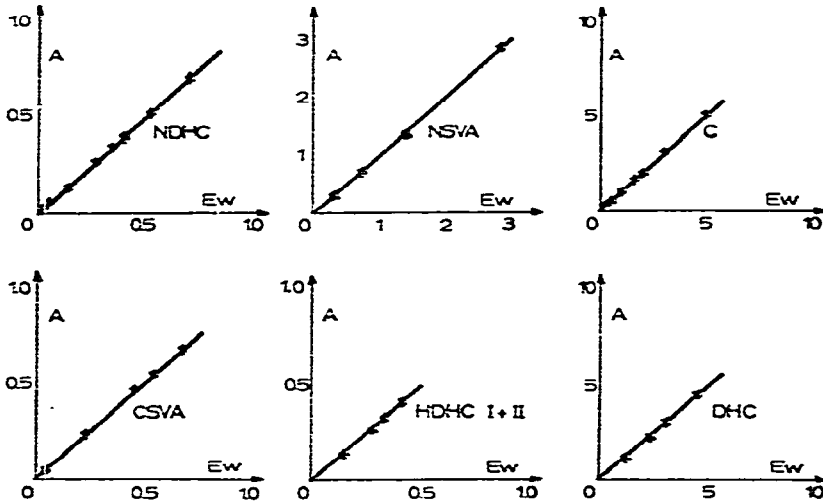 1.0 A 0.5 NDHC Ew 0 0.5 1.0
3 A 2 1 NSVA Ew 0 1 2 3
10 A 5 C Ew 0 5 10
1.0 A 0.5 CSVA Ew 0 0.5 1.0
1.0 A 0.5 HDHC I + II Ew 0 0.5 1.0
10 A 5 DHC Ew 0 5 10